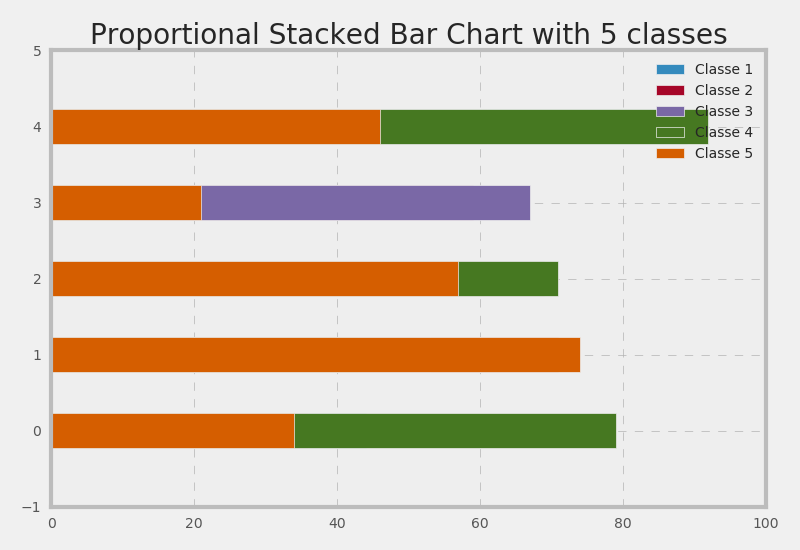 Proportional Stacked Bar Chart with 5 classes
5
Classe 1
Classe 2
Classe 3
4
Classe 4
Classe 5
3
2
1
0
−1
0 20 40 60 80 100